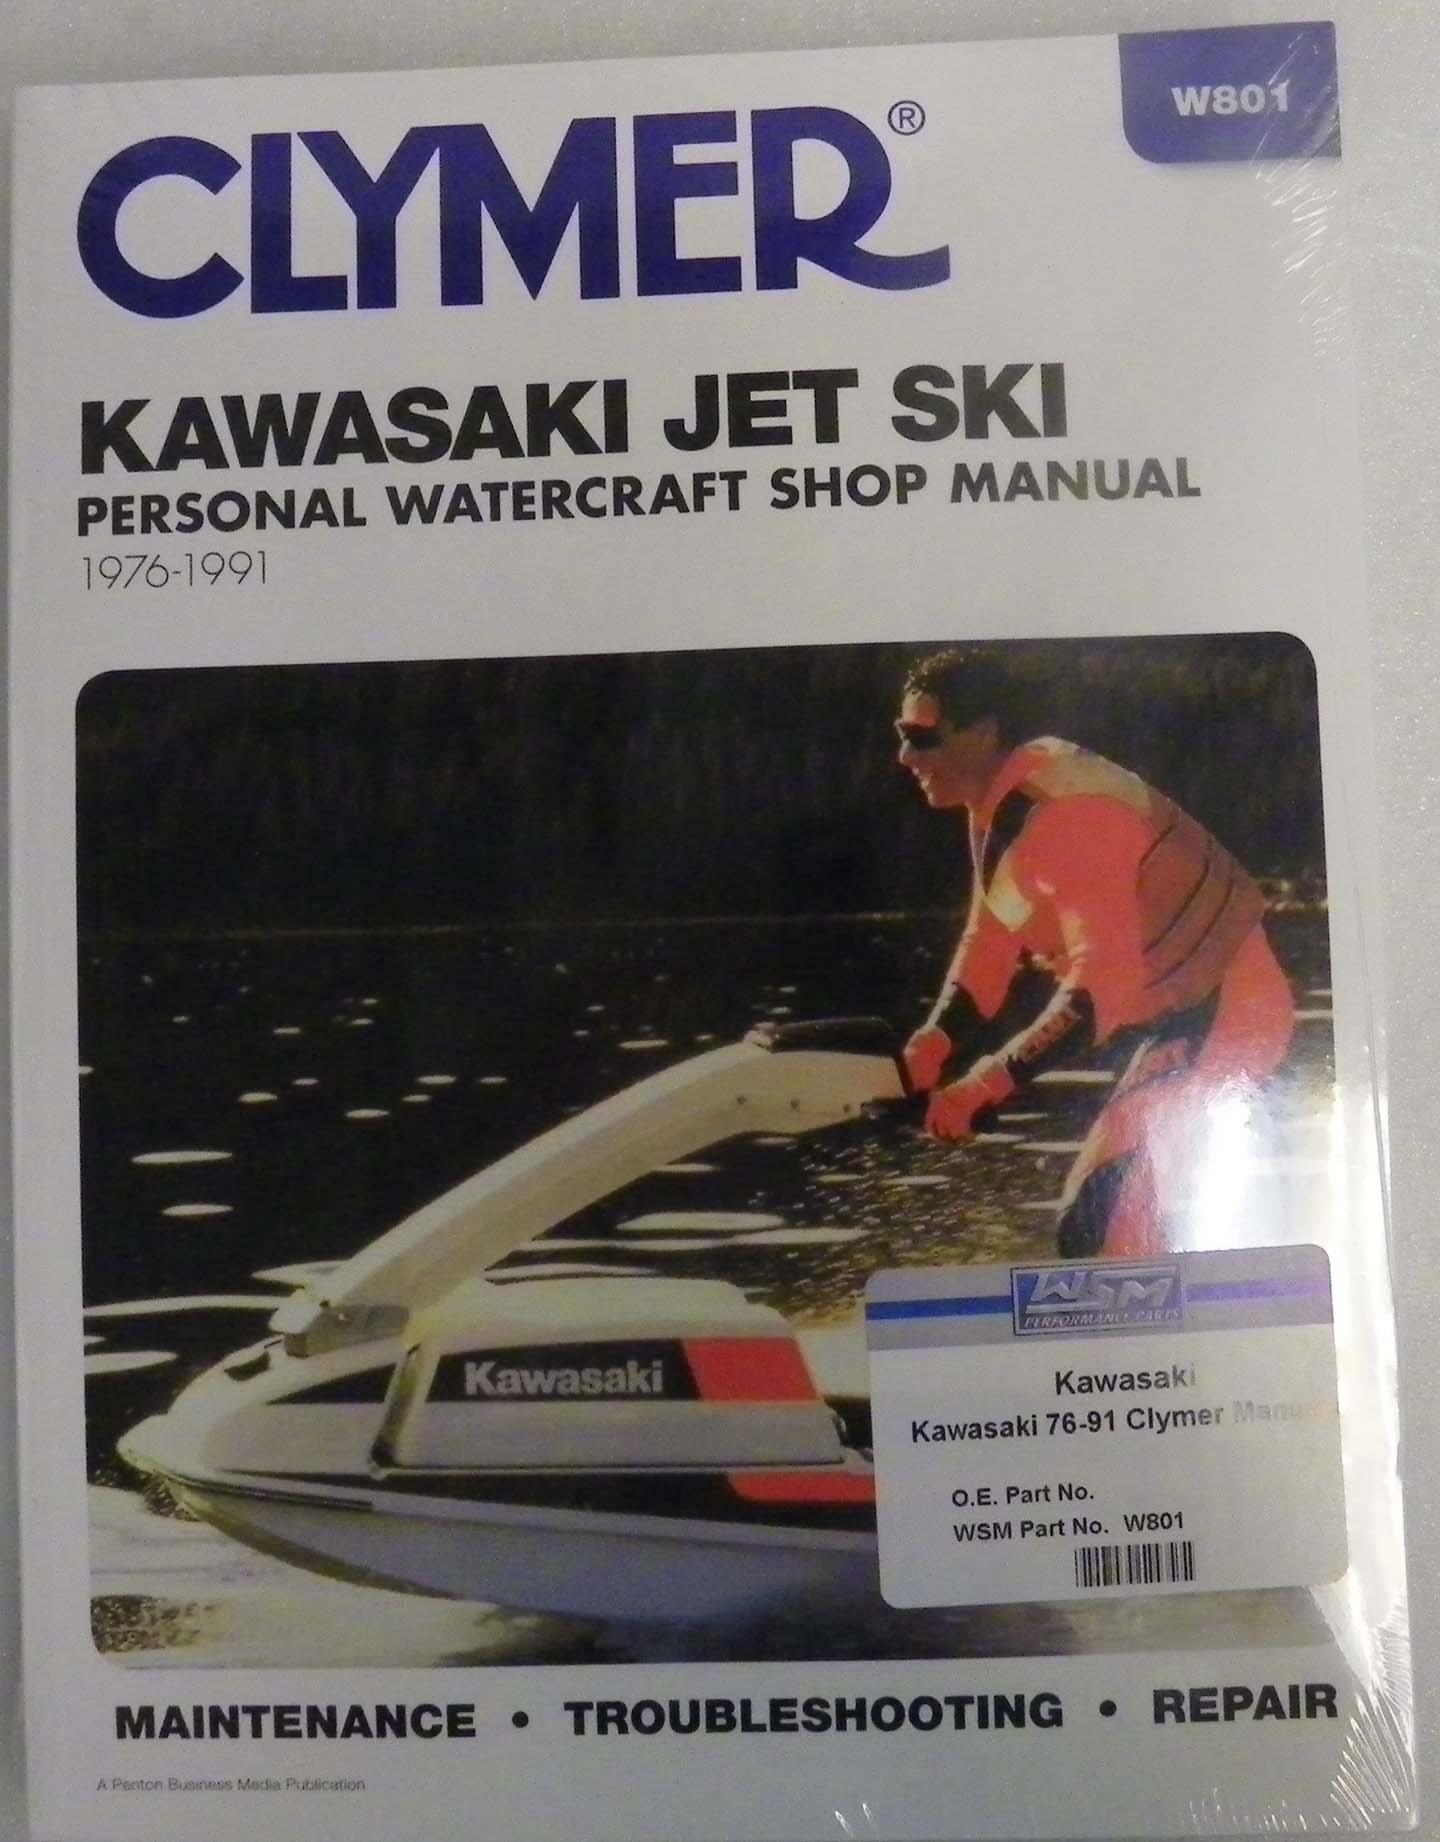 W801
CLYMER®
KAWASAKI JET SKI
PERSONAL WATERCRAFT SHOP MANUAL
1976-1991
Kawasaki
WSM
PERFORMANCE PARTS
Kawasaki
Kawasaki 76-91 Clymer Manual
O.E. Part No.
WSM Part No. W801
MAINTENANCE • TROUBLESHOOTING • REPAIR
A Penton Business Media Publication